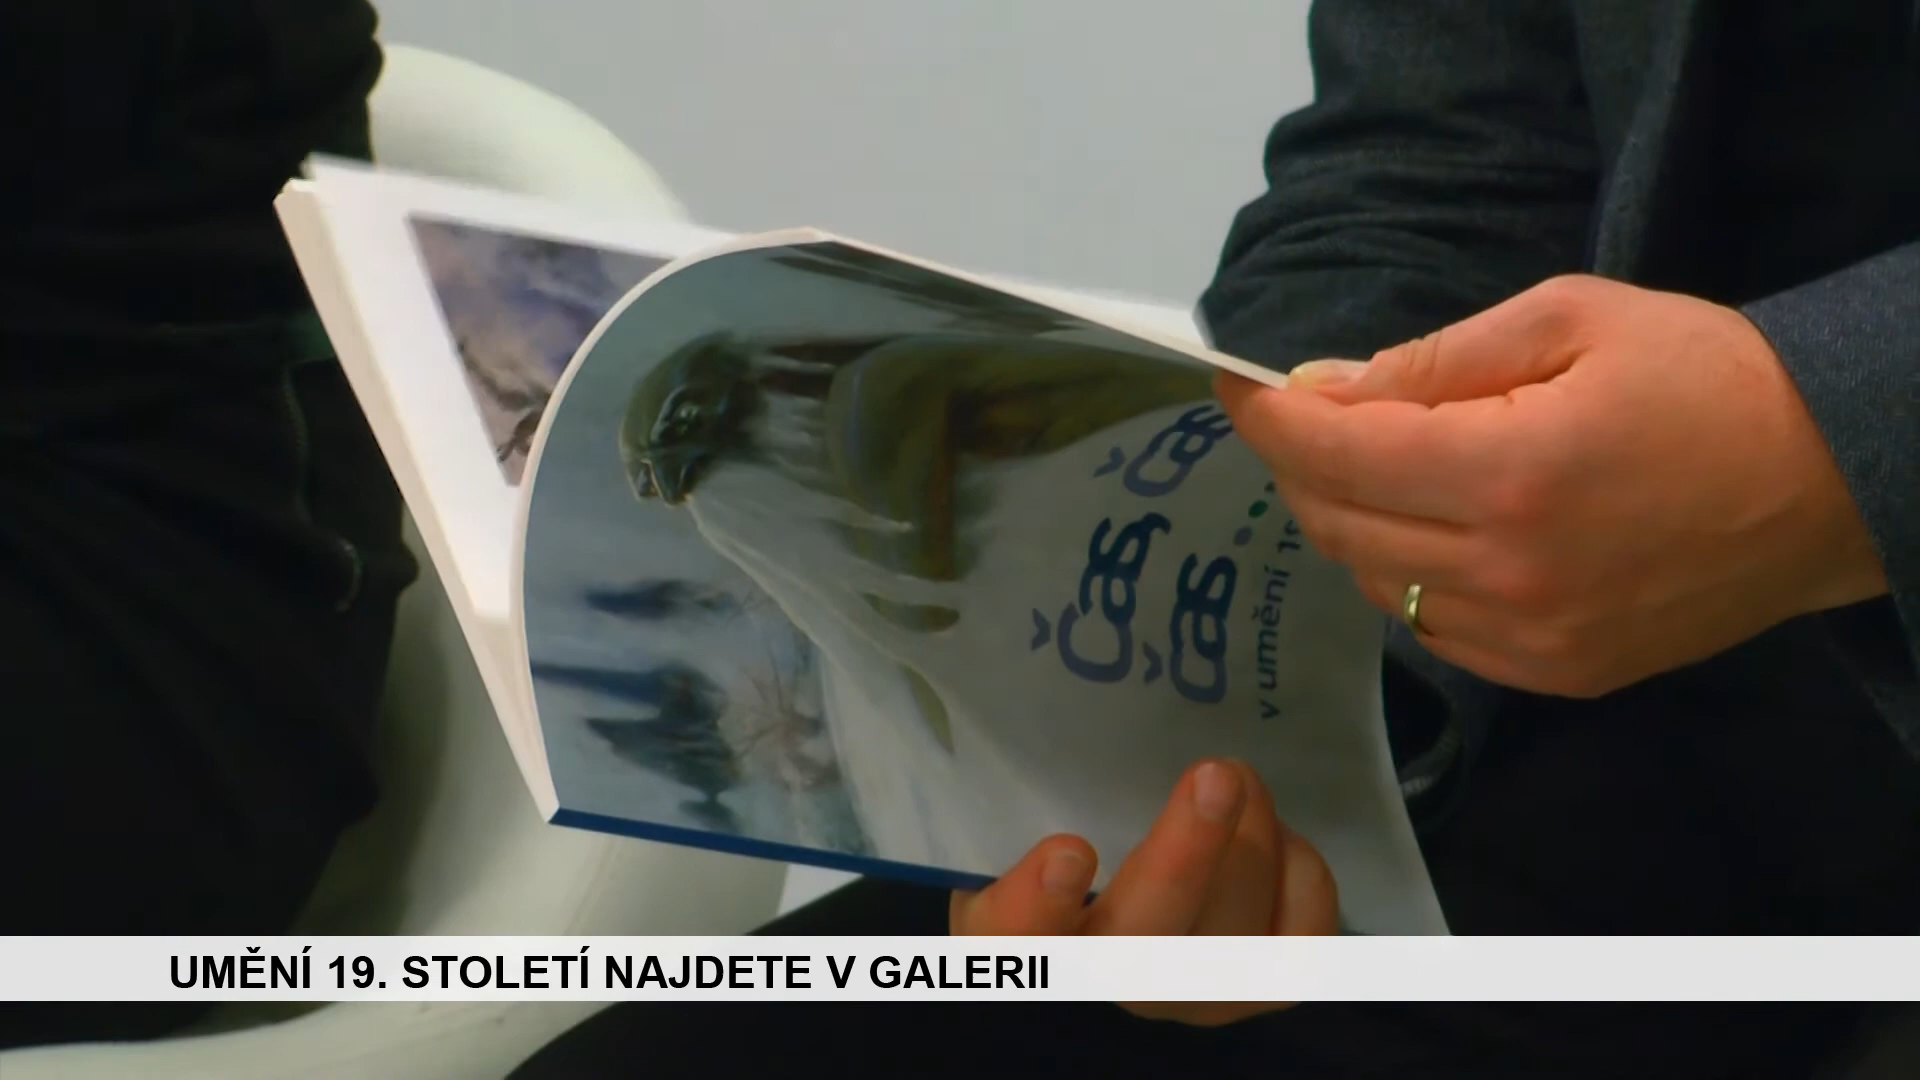 Čas, čas
čas...
v umění
UMĚNÍ 19. STOLETÍ NAJDETE V GALERII